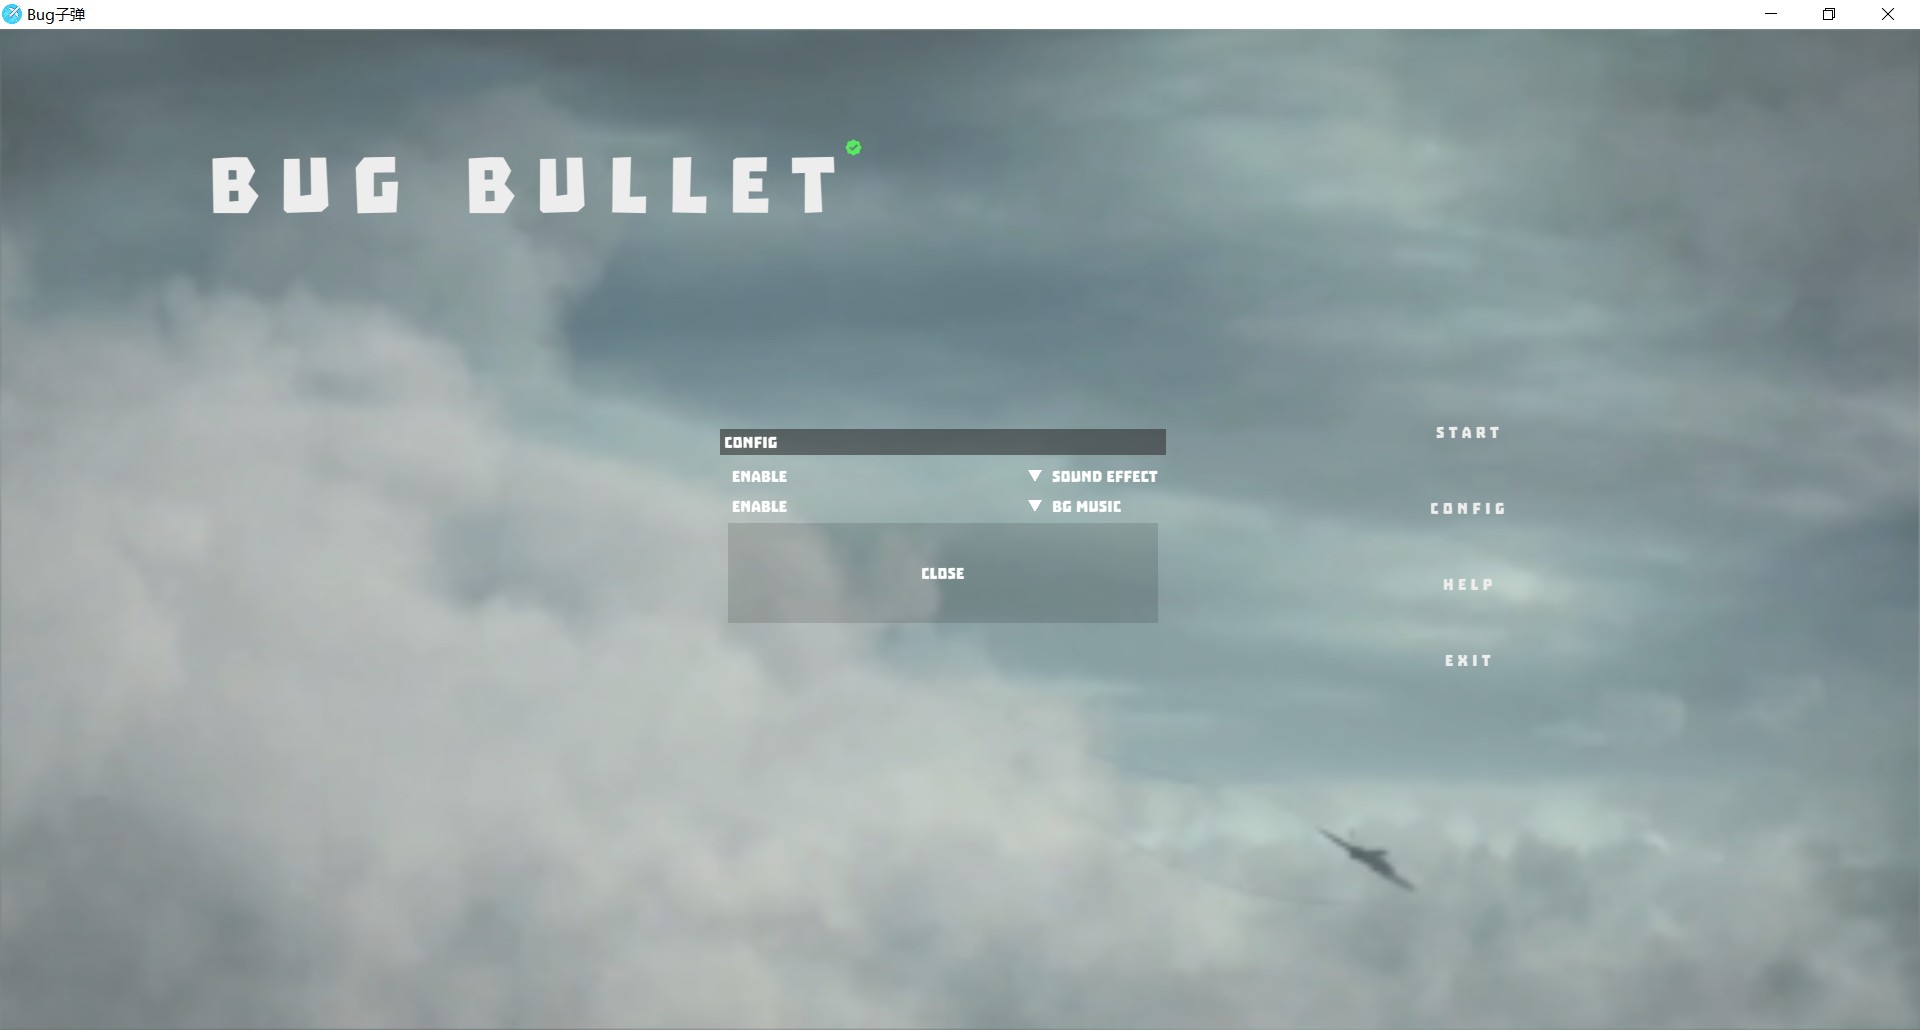 Bug子弹
BUG BULLET
CONFIG
ENABLE SOUND EFFECT
ENABLE BG MUSIC
CLOSE
START
CONFIG
HELP
EXIT